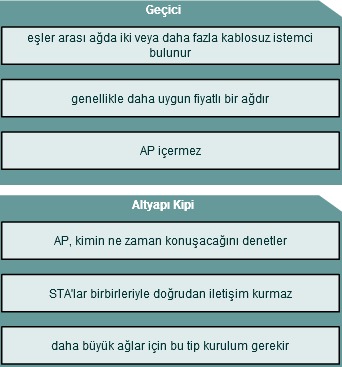 Geçici
eşler arası ağda iki veya daha fazla kablosuz istemci
bulunur
genellikle daha uygun fiyatlı bir ağdır
AP içermez
Altyapı Kipi
AP, kimin ne zaman konuşacağını denetler
STA'lar birbirleriyle doğrudan iletişim kurmaz
daha büyük ağlar için bu tip kurulum gerekir